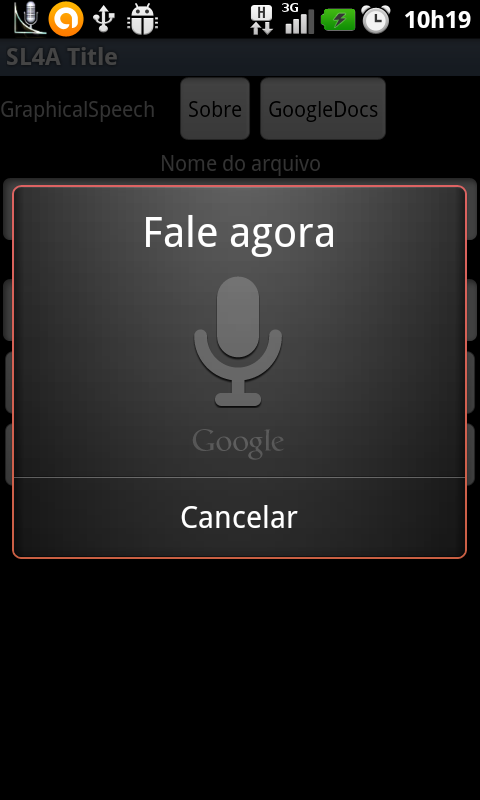 H 3G 10h19
SL4A Title
GraphicalSpeech Sobre GoogleDocs
Nome do arquivo
Fale agora
Google
Cancelar